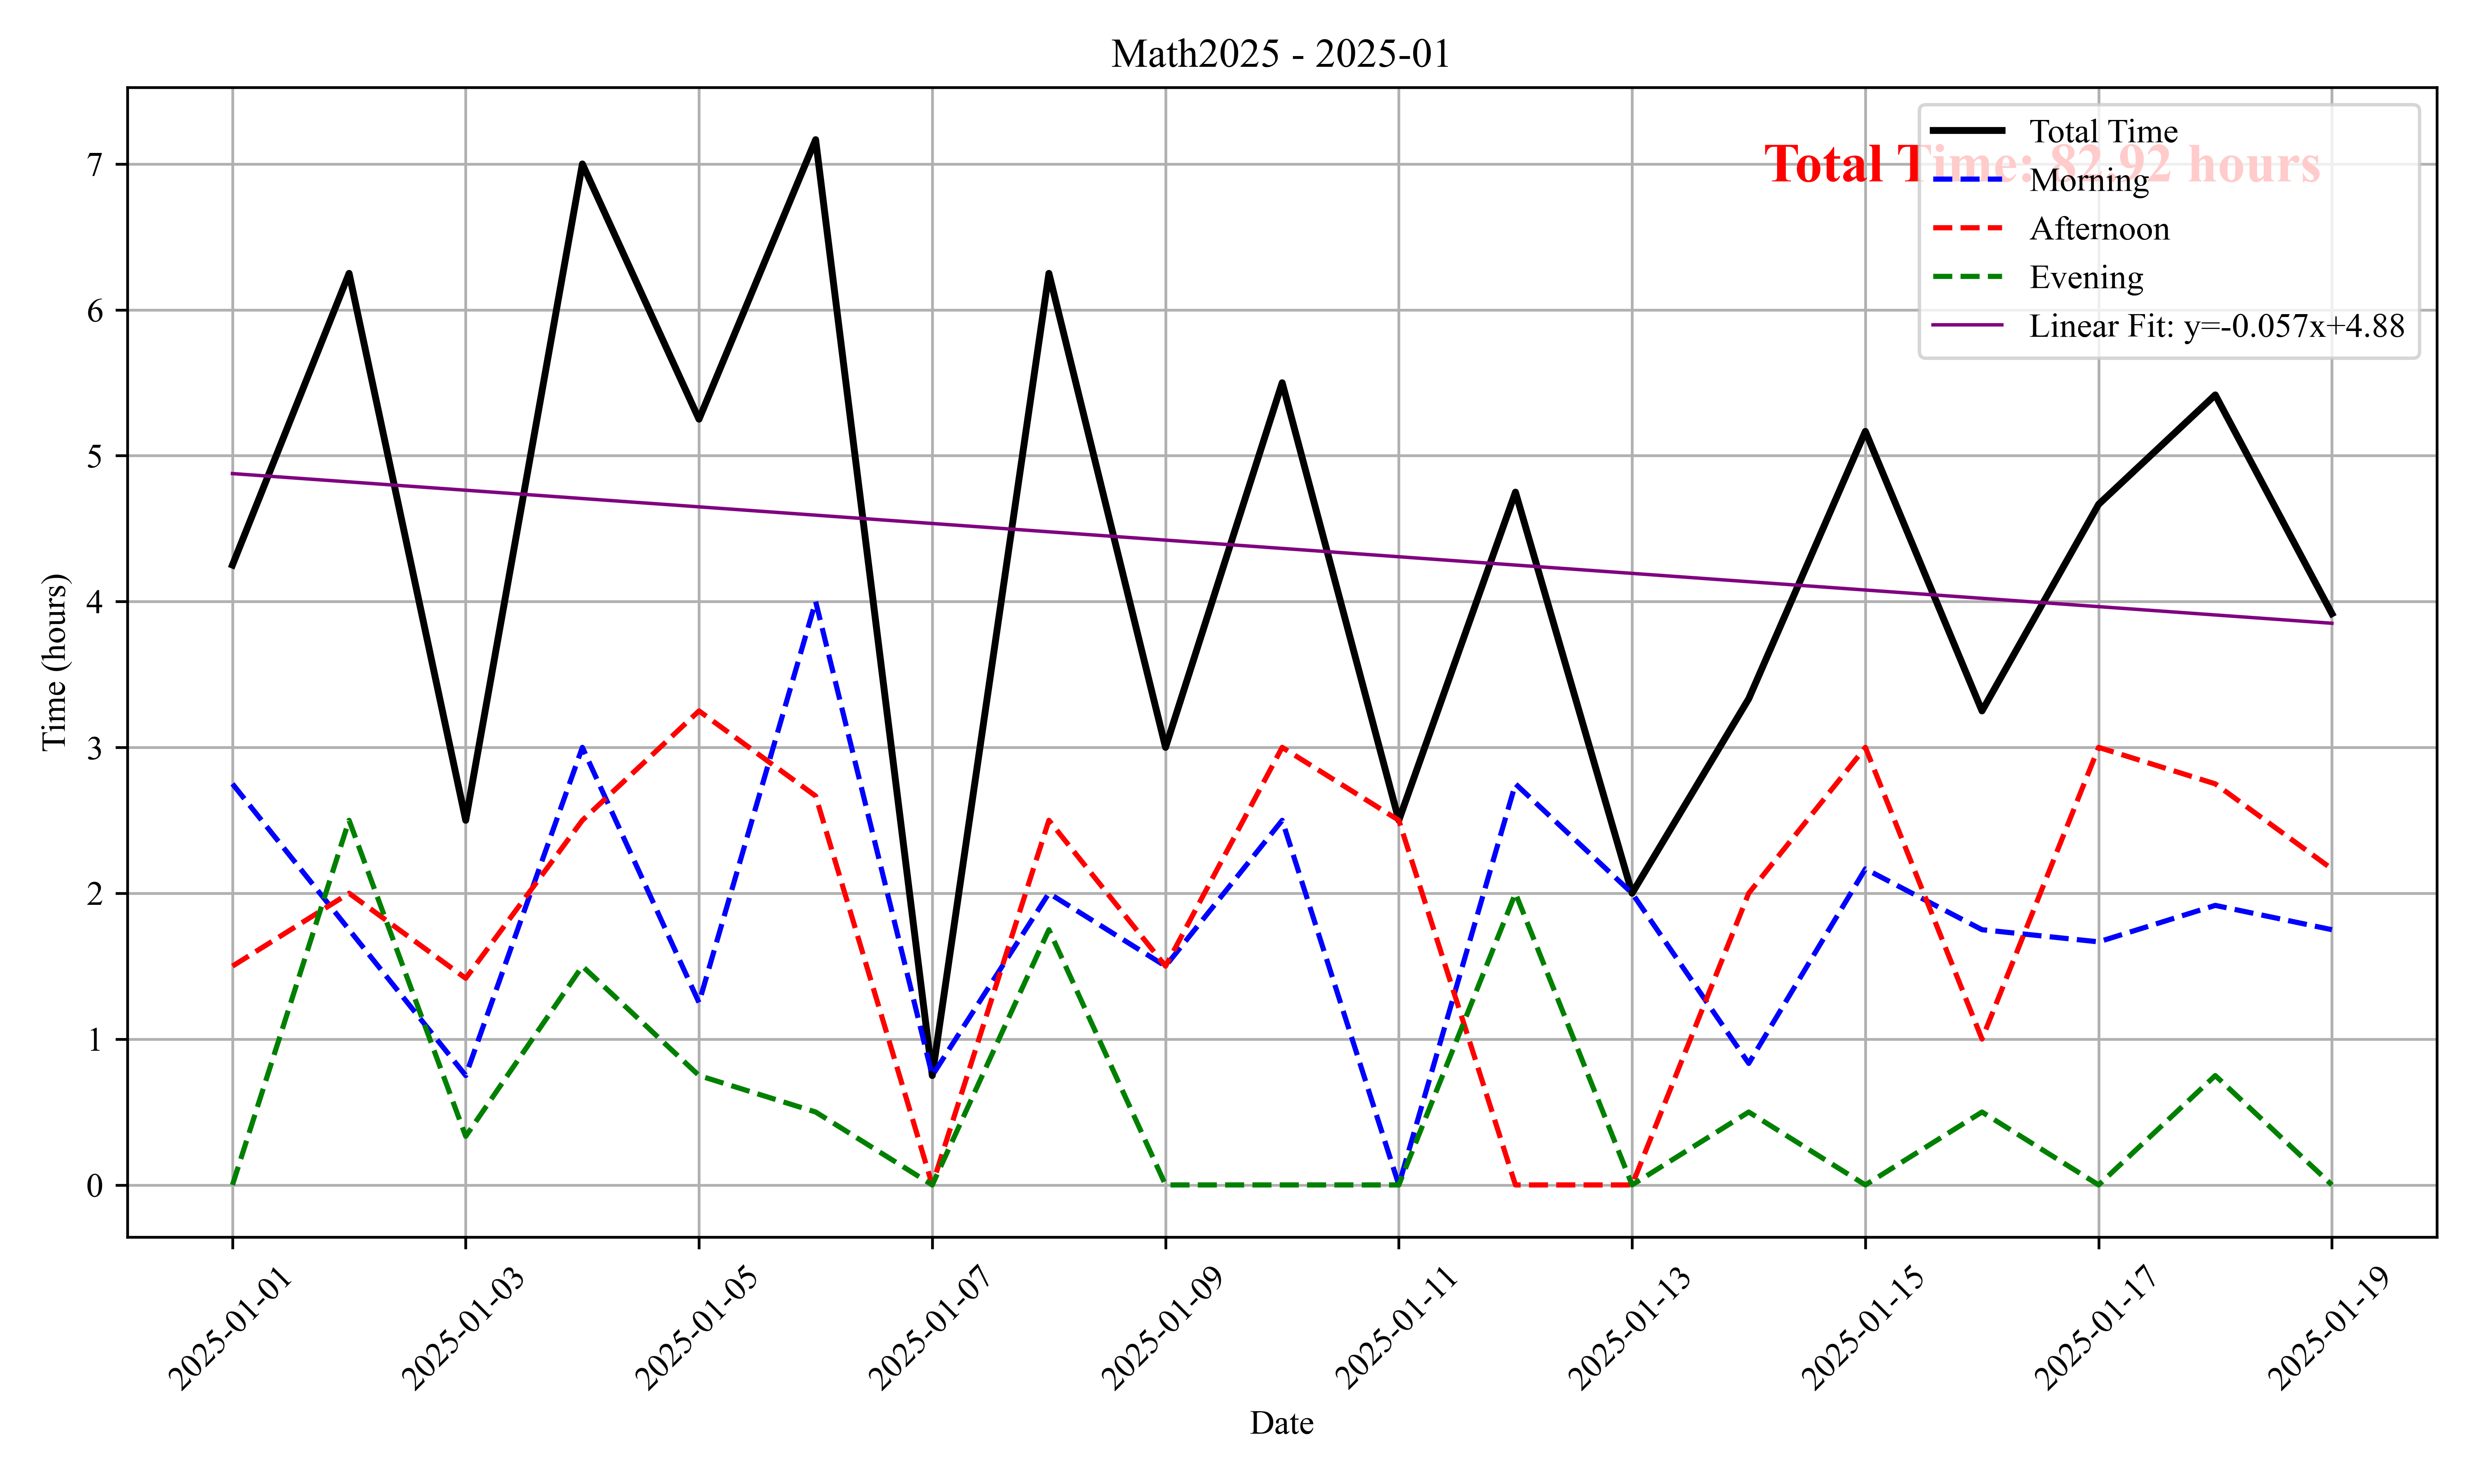 Math2025 - 2025-01
Total Time: 82.92 hours
Total Time
Morning
Afternoon
Evening
Linear Fit: y=-0.057x+4.88
Time (hours)
7
6
5
4
3
2
1
0
2025-01-01
2025-01-03
2025-01-05
2025-01-07
2025-01-09
2025-01-11
2025-01-13
2025-01-15
2025-01-17
2025-01-19
Date